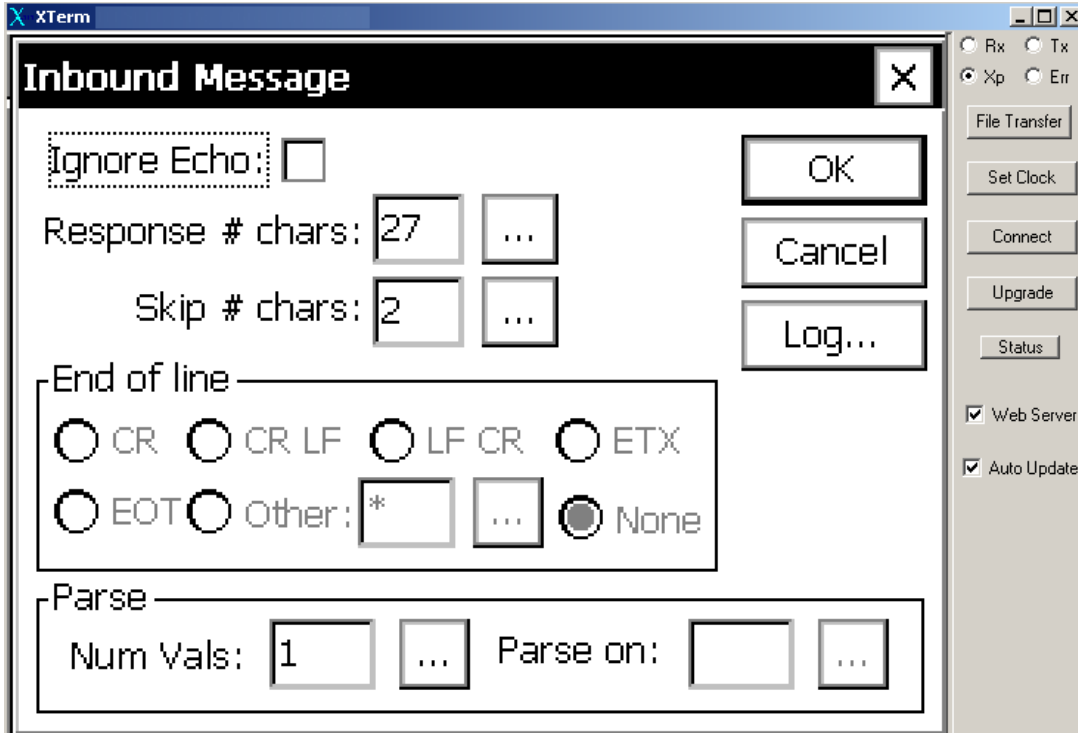 XTerm
Inbound Message
Ignore Echo:
Response # chars: 27 ...
Skip # chars: 2 ...
OK
Cancel
Log...
End of line
CR CR LF LF CR ETX
EOT Other: * ... None
Parse
Num Vals: 1 ... Parse on: ...
Rx Tx
Xp Err
File Transfer
Set Clock
Connect
Upgrade
Status
Web Server
Auto Update